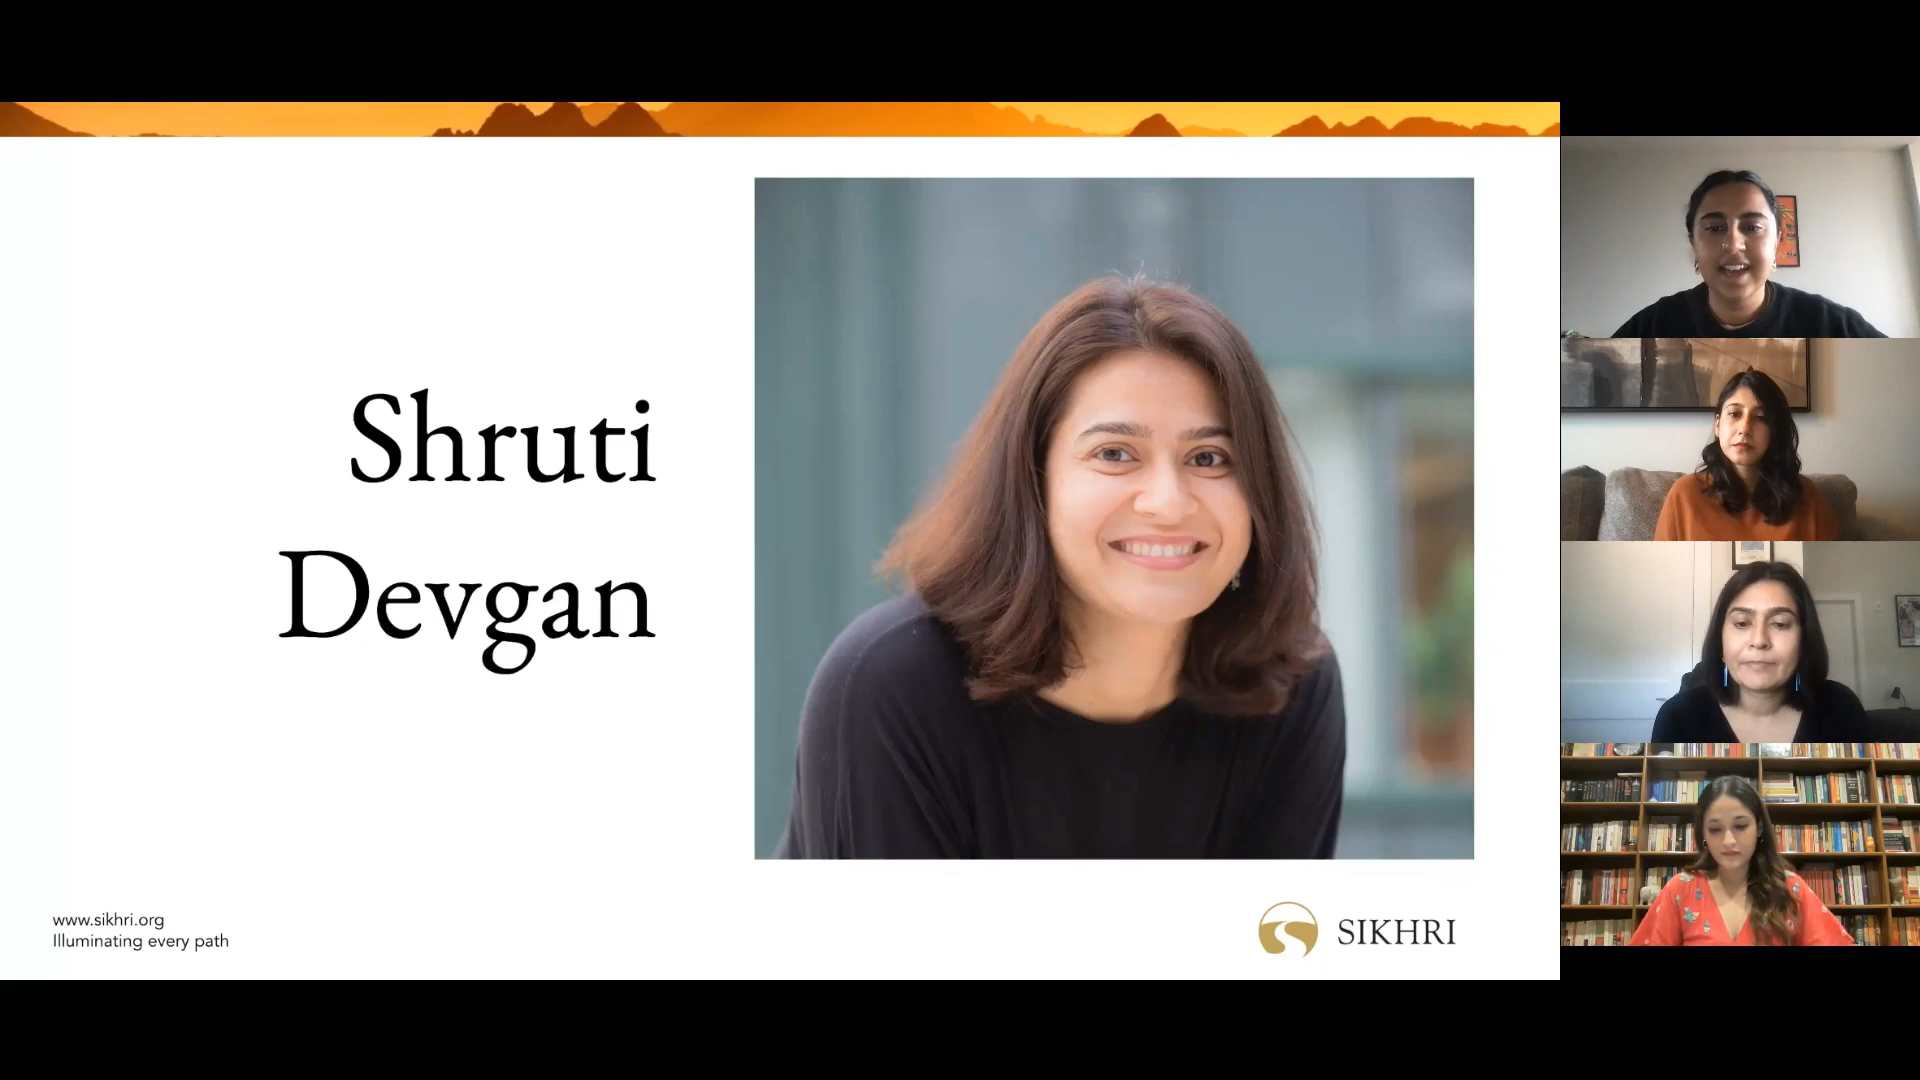 Shruti
Devgan
www.sikhri.org
Illuminating every path
SIKHRI